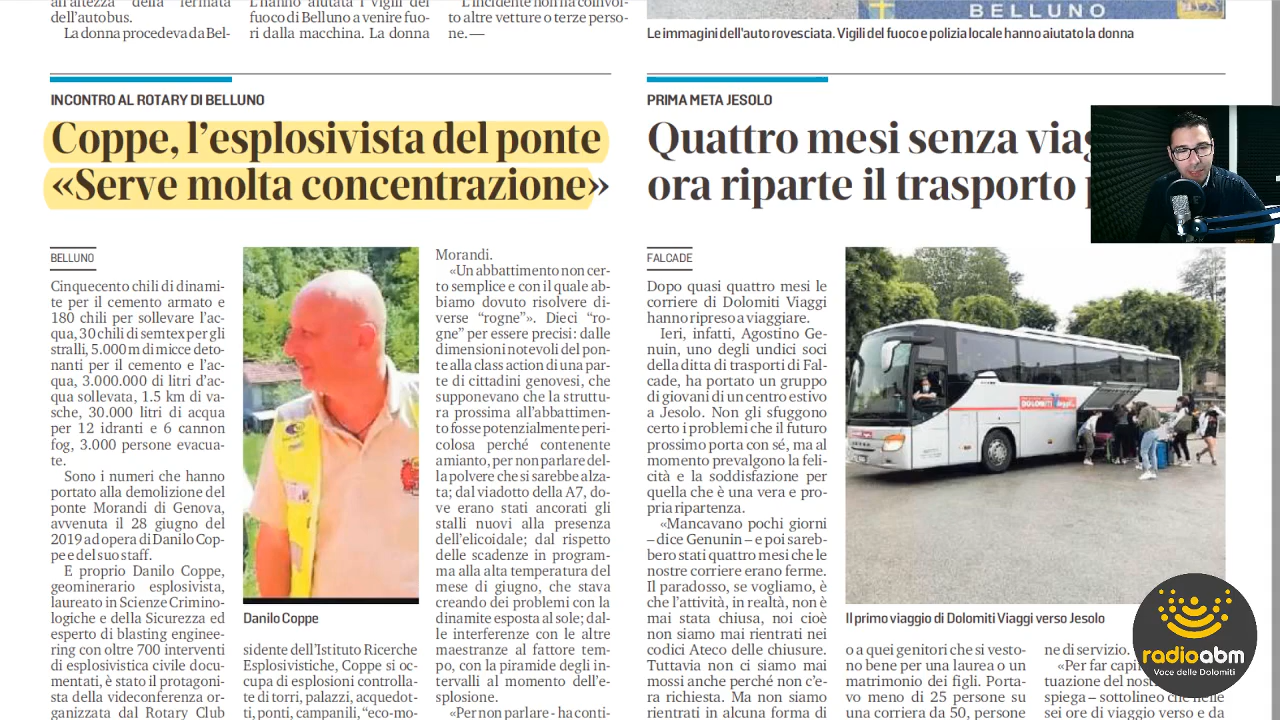 all'altezza della fermata
dell'autobus.
La donna procedeva da Bel-
L'hanno aiutata i vigili del
fuoco di Belluno a venire fuo-
ri dalla macchina. La donna
L'incidente non ha coinvol-
to altre vetture o terze perso-
ne. —
BELLUNO
Le immagini dell'auto rovesciata. Vigili del fuoco e polizia locale hanno aiutato la donna
INCONTRO AL ROTARY DI BELLUNO
Coppe, l'esplosivista del ponte
«Serve molta concentrazione»
BELLUNO
Cinquecento chili di dinami-
te per il cemento armato e
180 chili per sollevare l'ac-
qua, 30 chili di semtex per gli
stralli, 5.000 m di micce deto-
nanti per il cemento e l'ac-
qua, 3.000.000 di litri d'ac-
qua sollevata, 1.5 km di va-
sche, 30.000 litri di acqua
per 12 idranti e 6 cannon
fog, 3.000 persone evacua-
te.
Sono i numeri che hanno
portato alla demolizione del
ponte Morandi di Genova,
avvenuta il 28 giugno del
2019 ad opera di Danilo Cop-
pe e del suo staff.
E proprio Danilo Coppe,
geominerario esplosivista,
laureato in Scienze Crimino-
logiche e della Sicurezza ed
esperto di blasting enginee-
ring con oltre 700 interventi
di esplosivistica civile docu-
mentati, è stato il protagoni-
sta della videoconferenza or-
ganizzata dal Rotary Club
Danilo Coppe
sidente dell'Istituto Ricerche
Esplosivistiche, Coppe si oc-
cupa di esplosioni controlla-
te di torri, palazzi, acquedot-
ti, ponti, campanili, "eco-mo-
Morandi.
«Un abbattimento non cer-
to semplice e con il quale ab-
biamo dovuto risolvere di-
verse "rogne"». Dieci "ro-
gne" per essere precisi: dalle
dimensioni notevoli del pon-
te alla class action di una par-
te di cittadini genovesi, che
supponevano che la struttu-
ra prossima all'abbattimen-
to fosse potenzialmente peri-
colosa perché contenente
amianto, per non parlare del-
la polvere che si sarebbe alza-
ta; dal viadotto della A7, do-
ve erano stati ancorati gli
stalli nuovi alla presenza
dell'elicoidale; dal rispetto
delle scadenze in program-
ma alla alta temperatura del
mese di giugno, che stava
creando dei problemi con la
dinamite esposta al sole; dal-
le interferenze con le altre
maestranze al fattore tem-
po, con la piramide degli in-
tervalli al momento dell'e-
splosione.
«Per non parlare - ha conti-
PRIMA META JESOLO
Quattro mesi senza viag
ora riparte il trasporto p
FALCADE
Dopo quasi quattro mesi le
corriere di Dolomiti Viaggi
hanno ripreso a viaggiare.
Ieri, infatti, Agostino Ge-
nuin, uno degli undici soci
della ditta di trasporti di Fal-
cade, ha portato un gruppo
di giovani di un centro estivo
a Jesolo. Non gli sfuggono
certo i problemi che il futuro
prossimo porta con sé, ma al
momento prevalgono la feli-
cità e la soddisfazione per
quella che è una vera e pro-
pria ripartenza.
«Mancavano pochi giorni
– dice Genunin – e poi sareb-
bero stati quattro mesi che le
nostre corriere erano ferme.
Il paradosso, se vogliamo, è
che l'attività, in realtà, non è
mai stata chiusa, noi cioè
non siamo mai rientrati nei
codici Ateco delle chiusure.
Tuttavia non ci siamo mai
mossi anche perché non c'e-
ra richiesta. Ma non siamo
rientrati in alcuna forma di
DOLOMITI Viaggi
Il primo viaggio di Dolomiti Viaggi verso Jesolo
o a quei genitori che si vesto-
no bene per una laurea o un
matrimonio dei figli. Porta-
vo meno di 25 persone su
una corriera da 50, persone
ne di servizio.
«Per far capi
tuazione del nos
spiega – sottolineo che nelle
sei ore di viaggio verso e da
radioabm
Voce delle Dolomiti